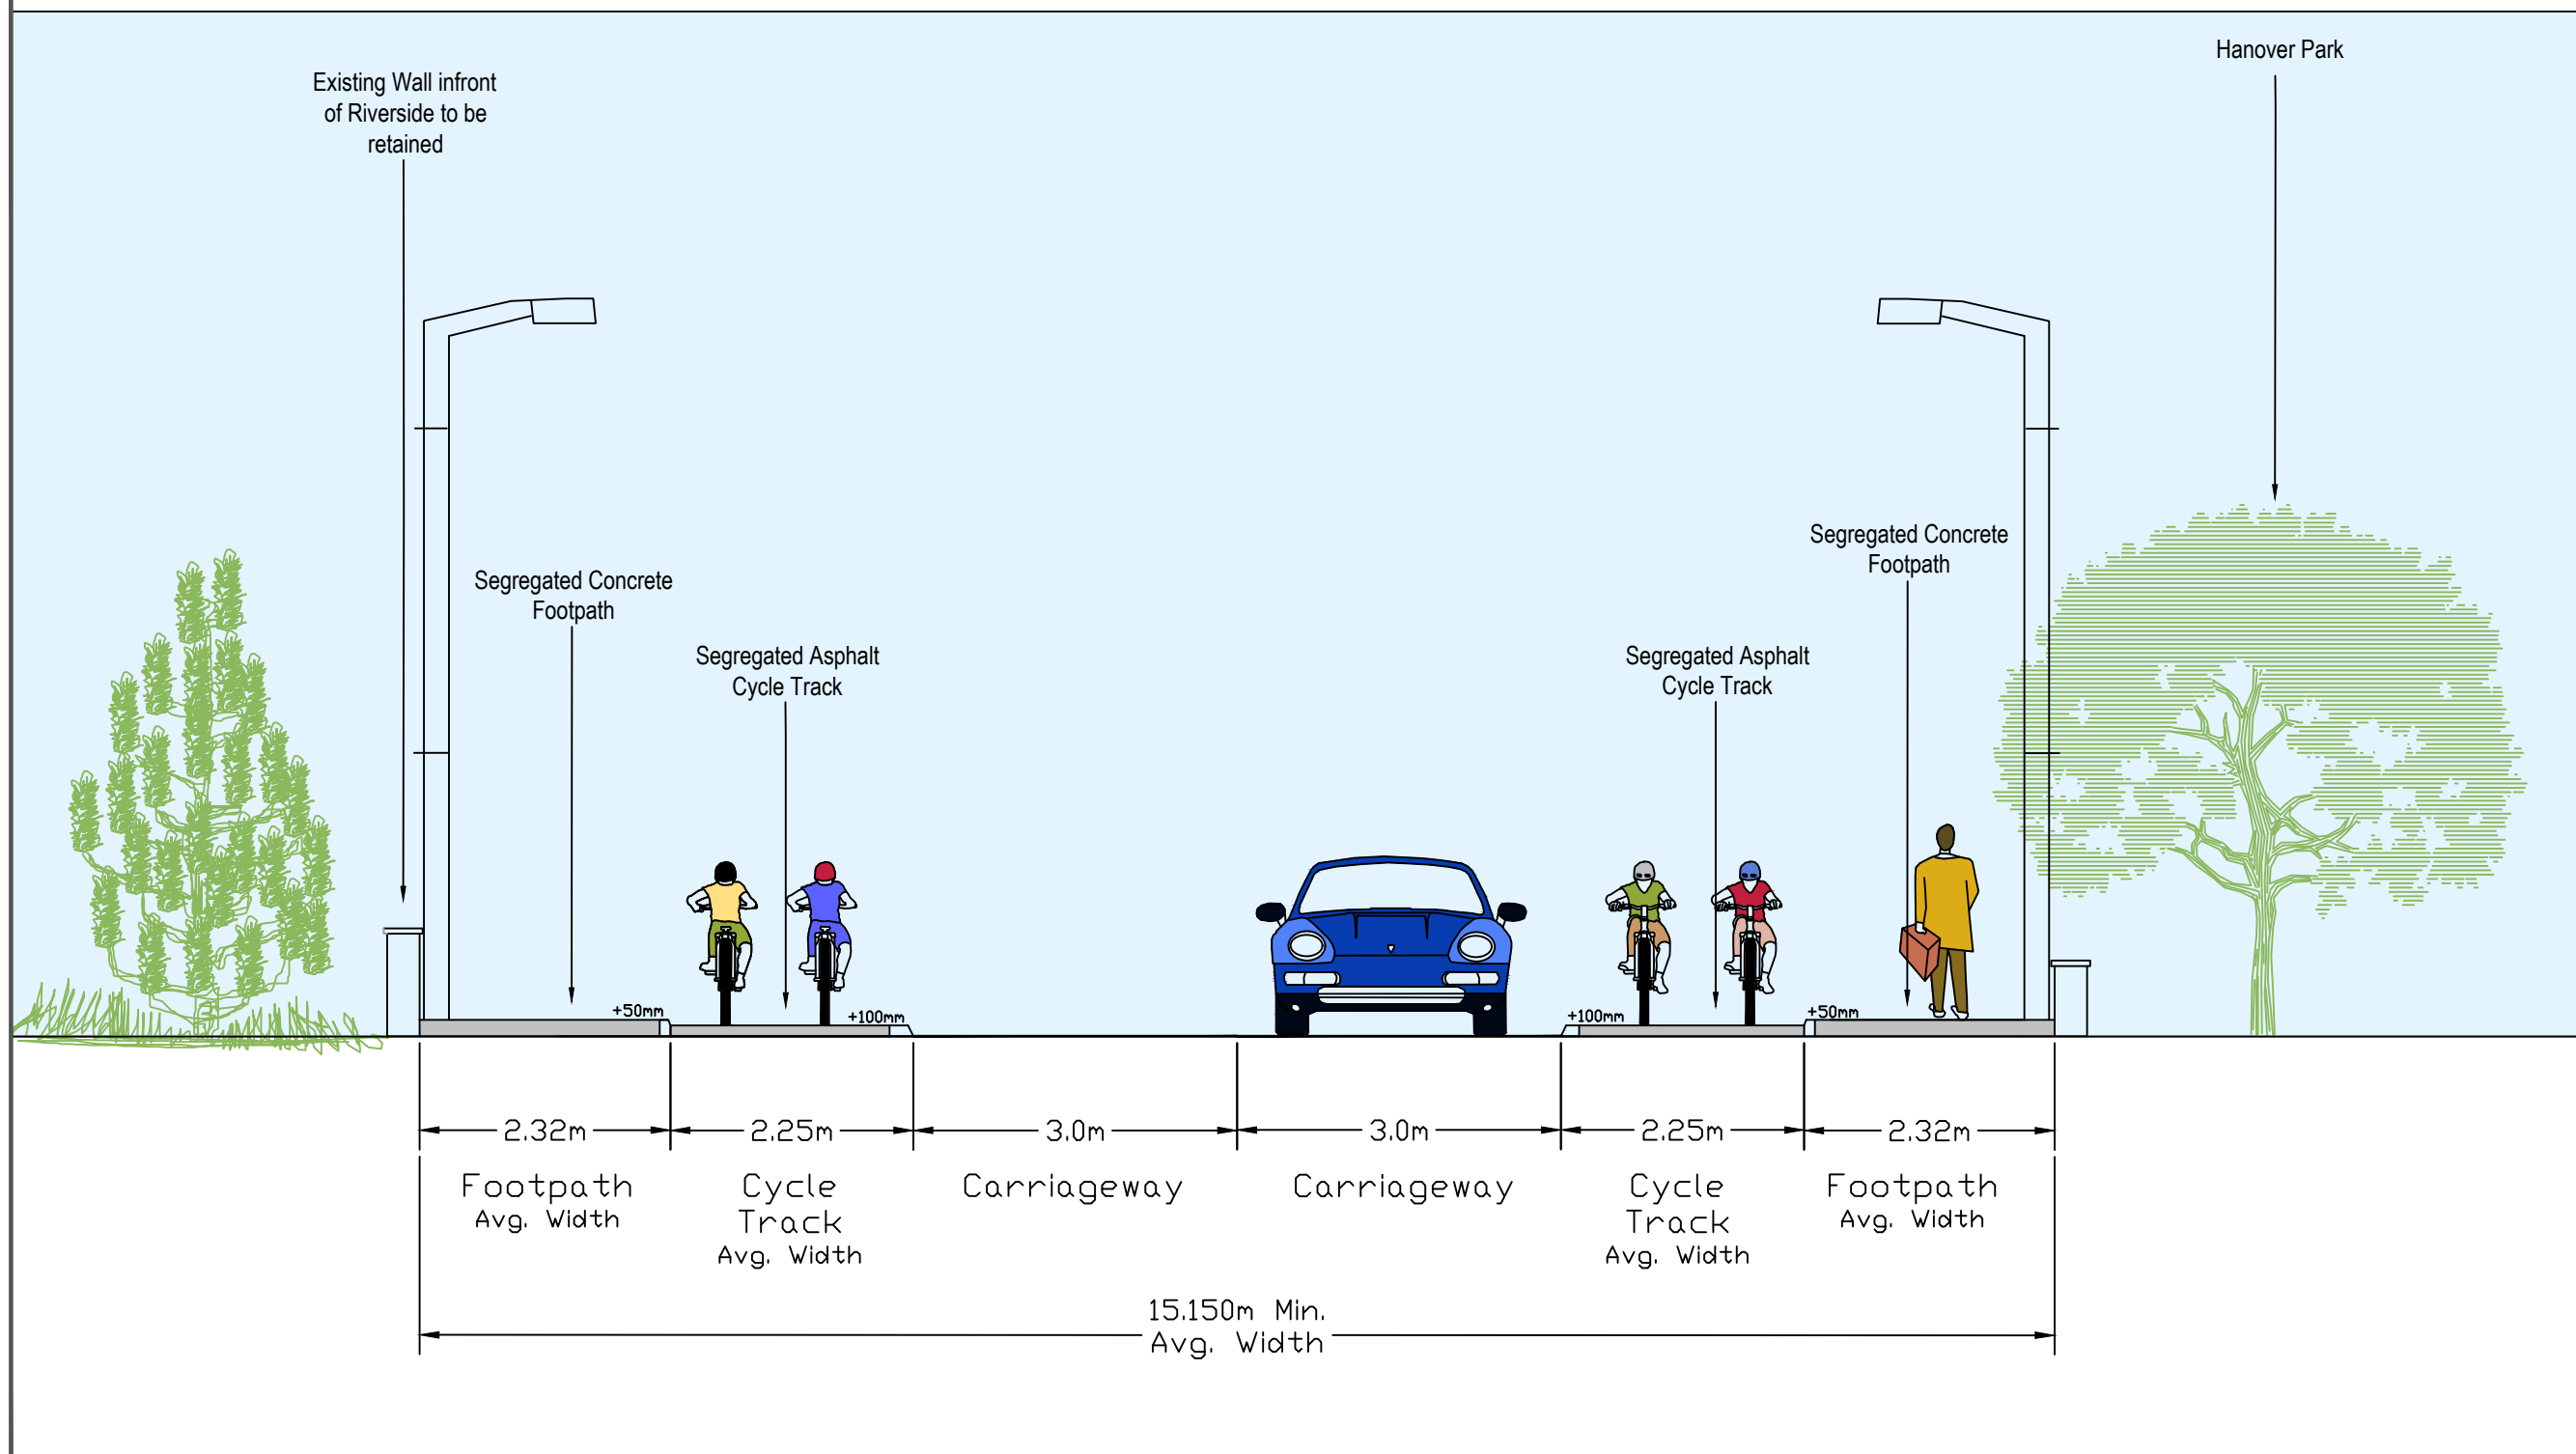 Hanover Park
Existing Wall infront
of Riverside to be
retained
Segregated Concrete
Footpath
Segregated Asphalt
Cycle Track
Segregated Asphalt
Cycle Track
Segregated Concrete
Footpath
+50mm
+100mm
+100mm
+50mm
2.32m
2.25m
3.0m
3.0m
2.25m
2.32m
Footpath
Avg. Width
Cycle
Track
Avg. Width
Carriageway
Carriageway
Cycle
Track
Avg. Width
Footpath
Avg. Width
15.150m Min.
Avg. Width